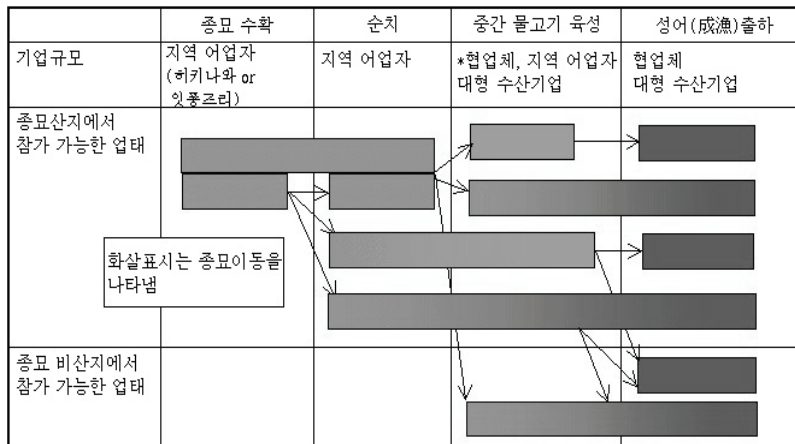 종묘 수확
순치
중간 물고기 육성
성어(成漁)출하
기업규모
지역 어업자
(히키나와 or
잇퐁즈리)
지역 어업자
*협업체, 지역 어업자
대형 수산기업
협업체
대형 수산기업
종묘산지에서
참가 가능한 업태
화살표시는 종묘이동을
나타냄
종묘 비산지에서
참가 가능한 업태